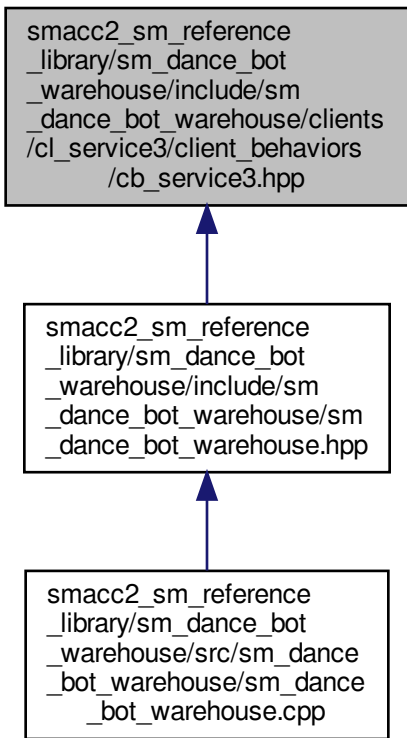 smacc2_sm_reference
_library/sm_dance_bot
_warehouse/include/sm
_dance_bot_warehouse/clients
/cl_service3/client_behaviors
/cb_service3.hpp
smacc2_sm_reference
_library/sm_dance_bot
_warehouse/include/sm
_dance_bot_warehouse/sm
_dance_bot_warehouse.hpp
smacc2_sm_reference
_library/sm_dance_bot
_warehouse/src/sm_dance
_bot_warehouse/sm_dance
_bot_warehouse.cpp